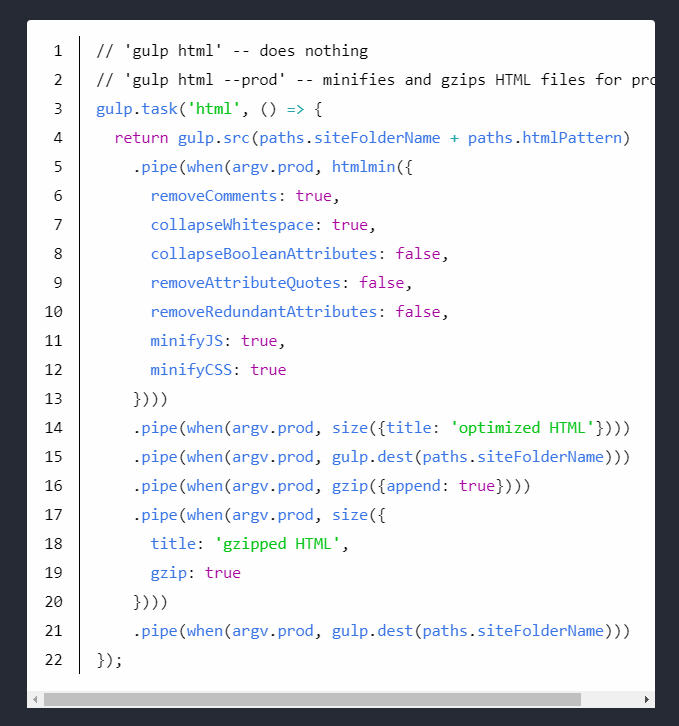 1 // 'gulp html' -- does nothing
2 // 'gulp html --prod' -- minifies and gzips HTML files for
3 gulp.task('html', () => {
4 return gulp.src(paths.siteFolderName + paths.htmlPattern)
5 .pipe(when(argv.prod, htmlmin({
6 removeComments: true,
7 collapseWhitespace: true,
8 collapseBooleanAttributes: false,
9 removeAttributeQuotes: false,
10 removeRedundantAttributes: false,
11 minifyJS: true,
12 minifyCSS: true
13 })))
14 .pipe(when(argv.prod, size({title: 'optimized HTML'})))
15 .pipe(when(argv.prod, gulp.dest(paths.siteFolderName)))
16 .pipe(when(argv.prod, gzip({append: true})))
17 .pipe(when(argv.prod, size({
18 title: 'gzipped HTML',
19 gzip: true
20 })))
21 .pipe(when(argv.prod, gulp.dest(paths.siteFolderName)))
22 });